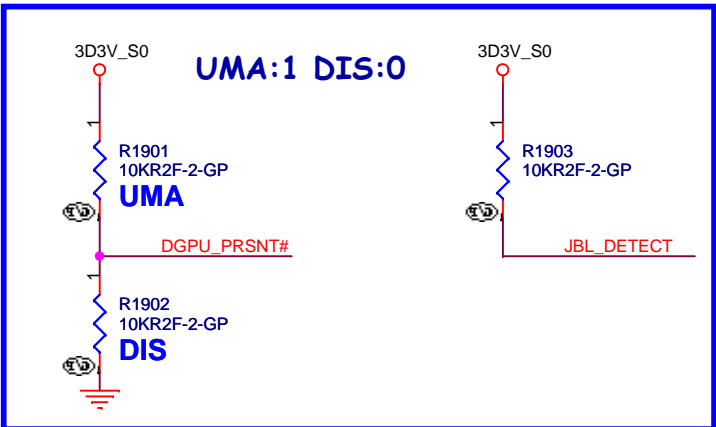 3D3V_S0
UMA:1 DIS:0
3D3V_S0
1
R1901
10KR2F-2-GP
UMA
1
R1903
10KR2F-2-GP
DGPU_PRSNT#
JBL_DETECT
1
R1902
10KR2F-2-GP
DIS